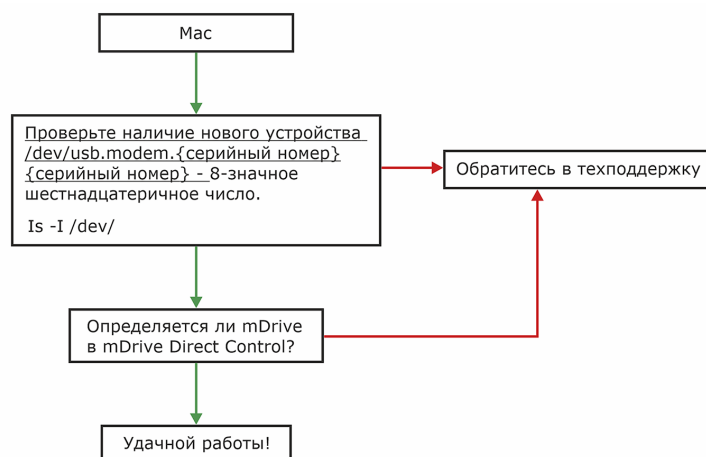 Mac
Проверьте наличие нового устройства
/dev/usb.modem.{серийный номер}
{серийный номер} - 8-значное
шестнадцатеричное число.
Is -I /dev/
Обратитесь в техподдержку
Определяется ли mDrive
в mDrive Direct Control?
Удачной работы!